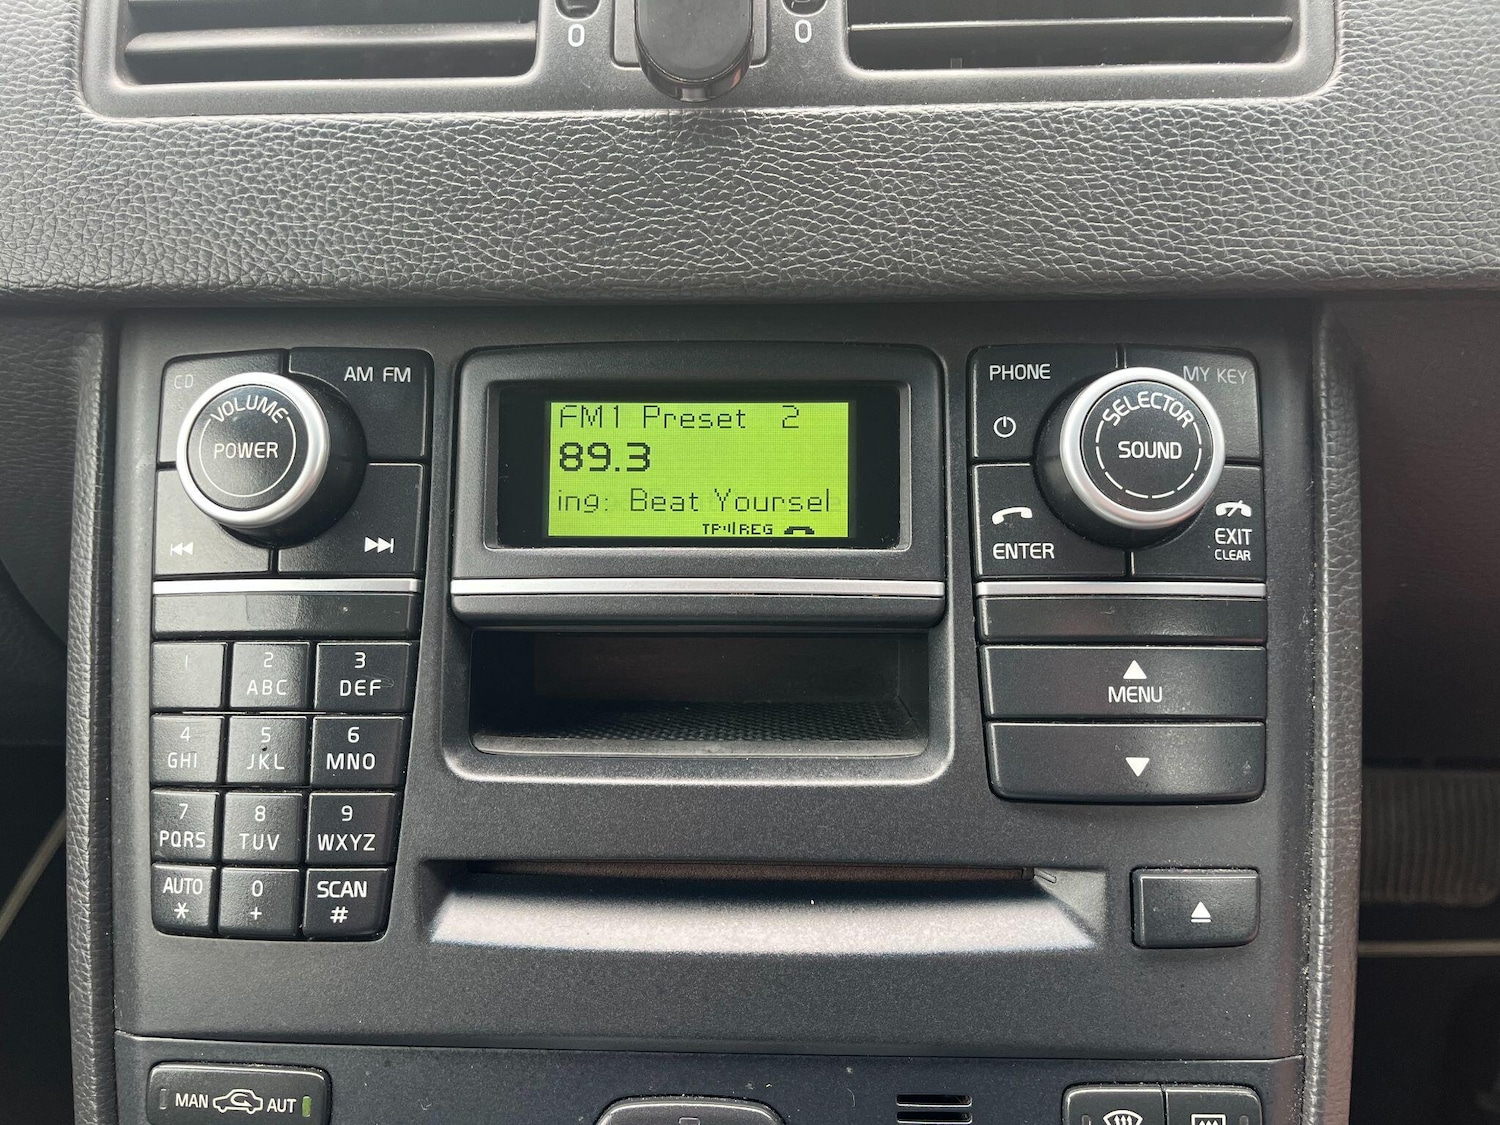 0
0
CD
AM FM
VOLUME
POWER
FM1 Preset 2
89.3
ing: Beat Yoursel
TP REG
PHONE
MY KEY
SELECTOR
SOUND
ENTER
EXIT
CLEAR
1
2
ABC
3
DEF
4
GHI
5
JKL
6
MNO
7
PQRS
8
TUV
9
WXYZ
AUTO
*
0
+
SCAN
#
MENU
MAN
AUT